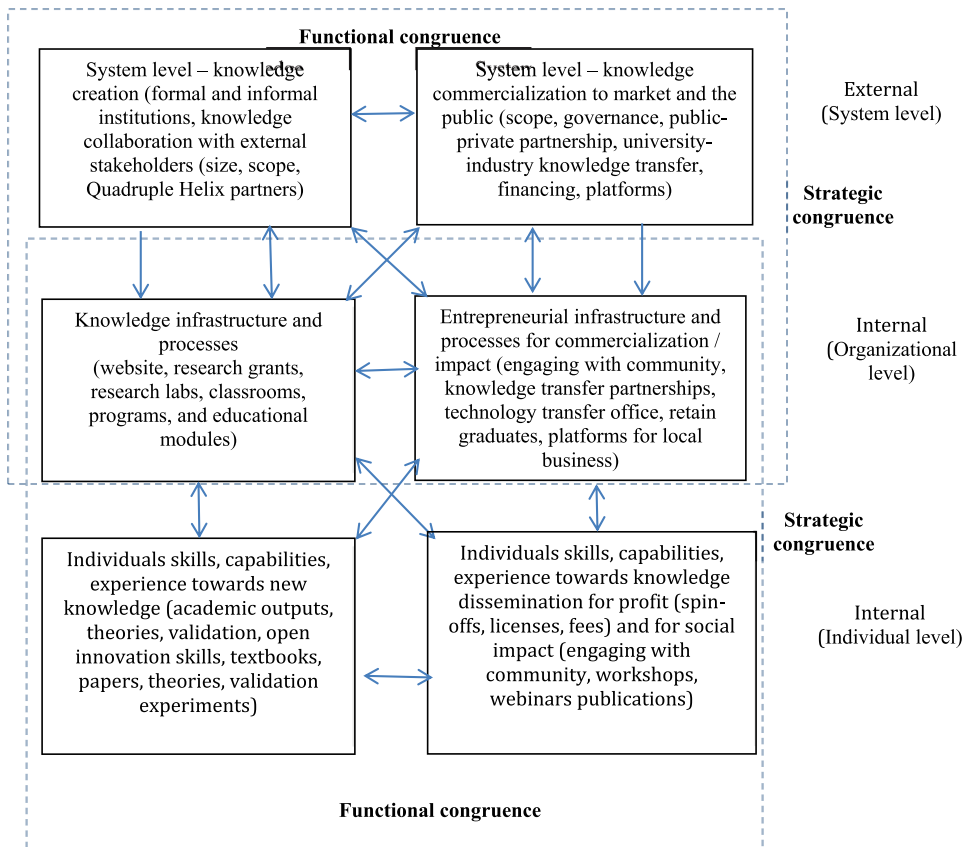 Functional congruence
System level – knowledge
creation (formal and informal
institutions, knowledge
collaboration with external
stakeholders (size, scope,
Quadruple Helix partners)
System level – knowledge
commercialization to market and the
public (scope, governance, public-
private partnership, university-
industry knowledge transfer,
financing, platforms)
External
(System level)
Strategic
congruence
Knowledge infrastructure and
processes
(website, research grants,
research labs, classrooms,
programs, and educational
modules)
Entrepreneurial infrastructure and
processes for commercialization /
impact (engaging with community,
knowledge transfer partnerships,
technology transfer office, retain
graduates, platforms for local
business)
Internal
(Organizational
level)
Strategic
congruence
Individuals skills, capabilities,
experience towards new
knowledge (academic outputs,
theories, validation, open
innovation skills, textbooks,
papers, theories, validation
experiments)
Individuals skills, capabilities,
experience towards knowledge
dissemination for profit (spin-
offs, licenses, fees) and for social
impact (engaging with
community, workshops,
webinars publications)
Internal
(Individual level)
Functional congruence